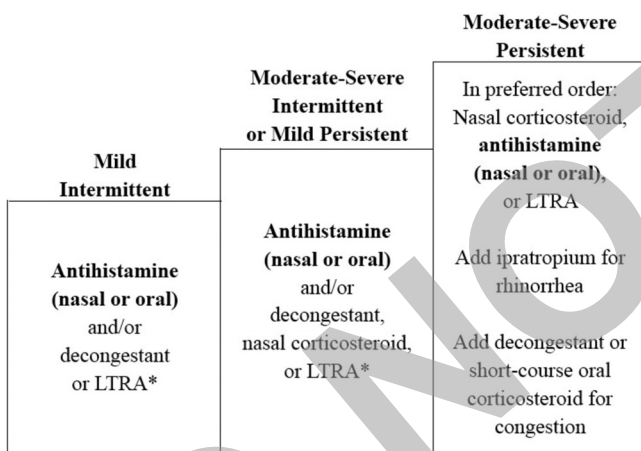 Mild
Intermittent
Antihistamine
(nasal or oral)
and/or
decongestant
or LTRA*
Moderate-Severe
Intermittent
or Mild Persistent
Antihistamine
(nasal or oral)
and/or
decongestant,
nasal corticosteroid,
or LTRA*
Moderate-Severe
Persistent
In preferred order:
Nasal corticosteroid,
antihistamine
(nasal or oral),
or LTRA
Add ipratropium for
rhinorrhea
Add decongestant or
short-course oral
corticosteroid for
congestion